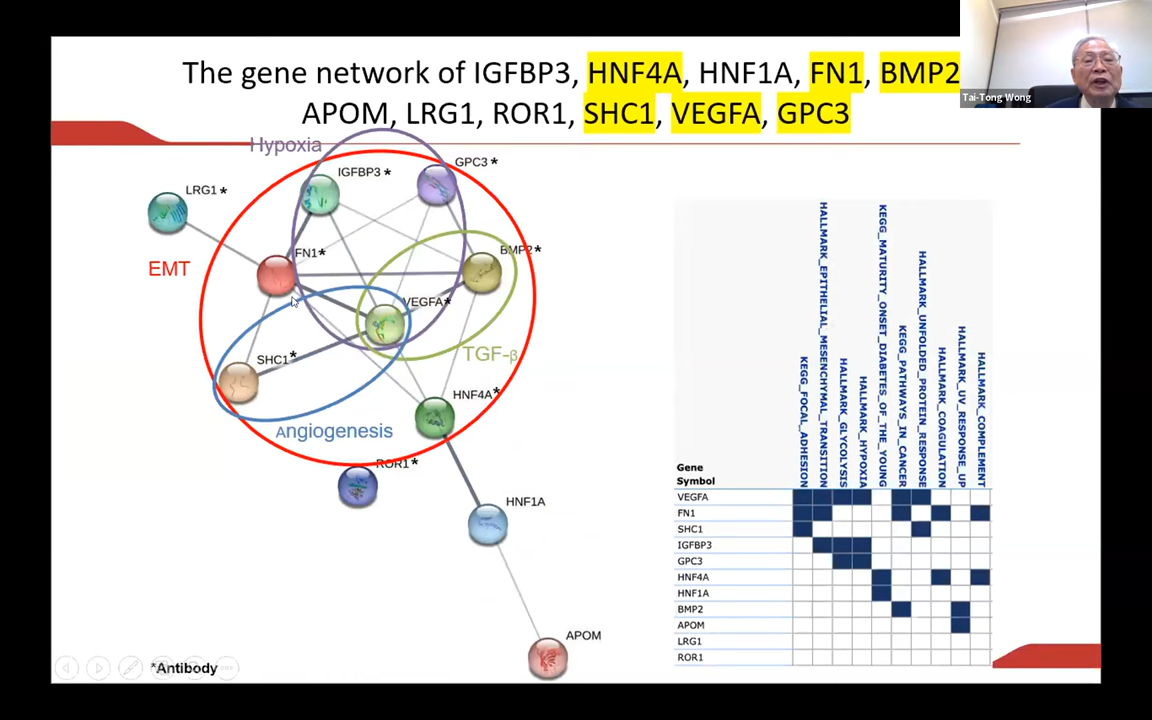 The gene network of IGFBP3, HNF4A, HNF1A, FN1, BMP2
APOM, LRG1, ROR1, SHC1, VEGFA, GPC3
Tai-Tong Wong
Hypoxia
IGFBP3 *
GPC3 *
LRG1 *
FN1*
BMP2*
EMT
VEGFA*
SHC1*
TGF-β
HNF4A*
Angiogenesis
ROR1*
HNF1A
APOM
*Antibody
Gene
Symbol
KEGG_FOCAL_ADHESION
HALLMARK_EPITHELIAL_MESENCHYMAL_TRANSITION
HALLMARK_GLYCOLYSIS
HALLMARK_HYPOXIA
KEGG_MATURITY_ONSET_DIABETES_OF_THE_YOUNG
KEGG_PATHWAYS_IN_CANCER
HALLMARK_UNFOLDED_PROTEIN_RESPONSE
HALLMARK_COAGULATION
HALLMARK_UV_RESPONSE_UP
HALLMARK_COMPLEMENT
VEGFA
FN1
SHC1
IGFBP3
GPC3
HNF4A
HNF1A
BMP2
APOM
LRG1
ROR1